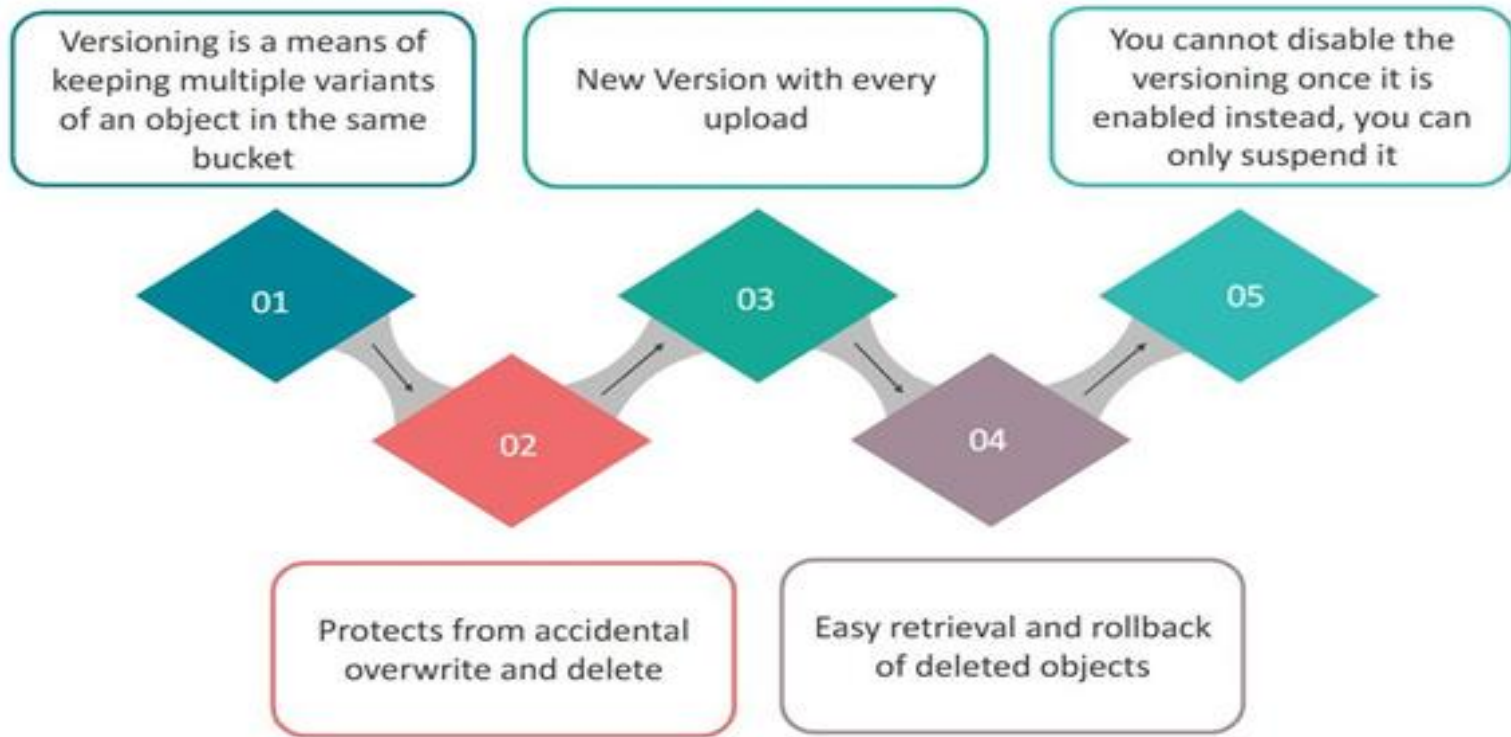 Versioning is a means of
keeping multiple variants
of an object in the same
bucket
New Version with every
upload
You cannot disable the
versioning once it is
enabled instead, you can
only suspend it
01
03
05
02
04
Protects from accidental
overwrite and delete
Easy retrieval and rollback
of deleted objects